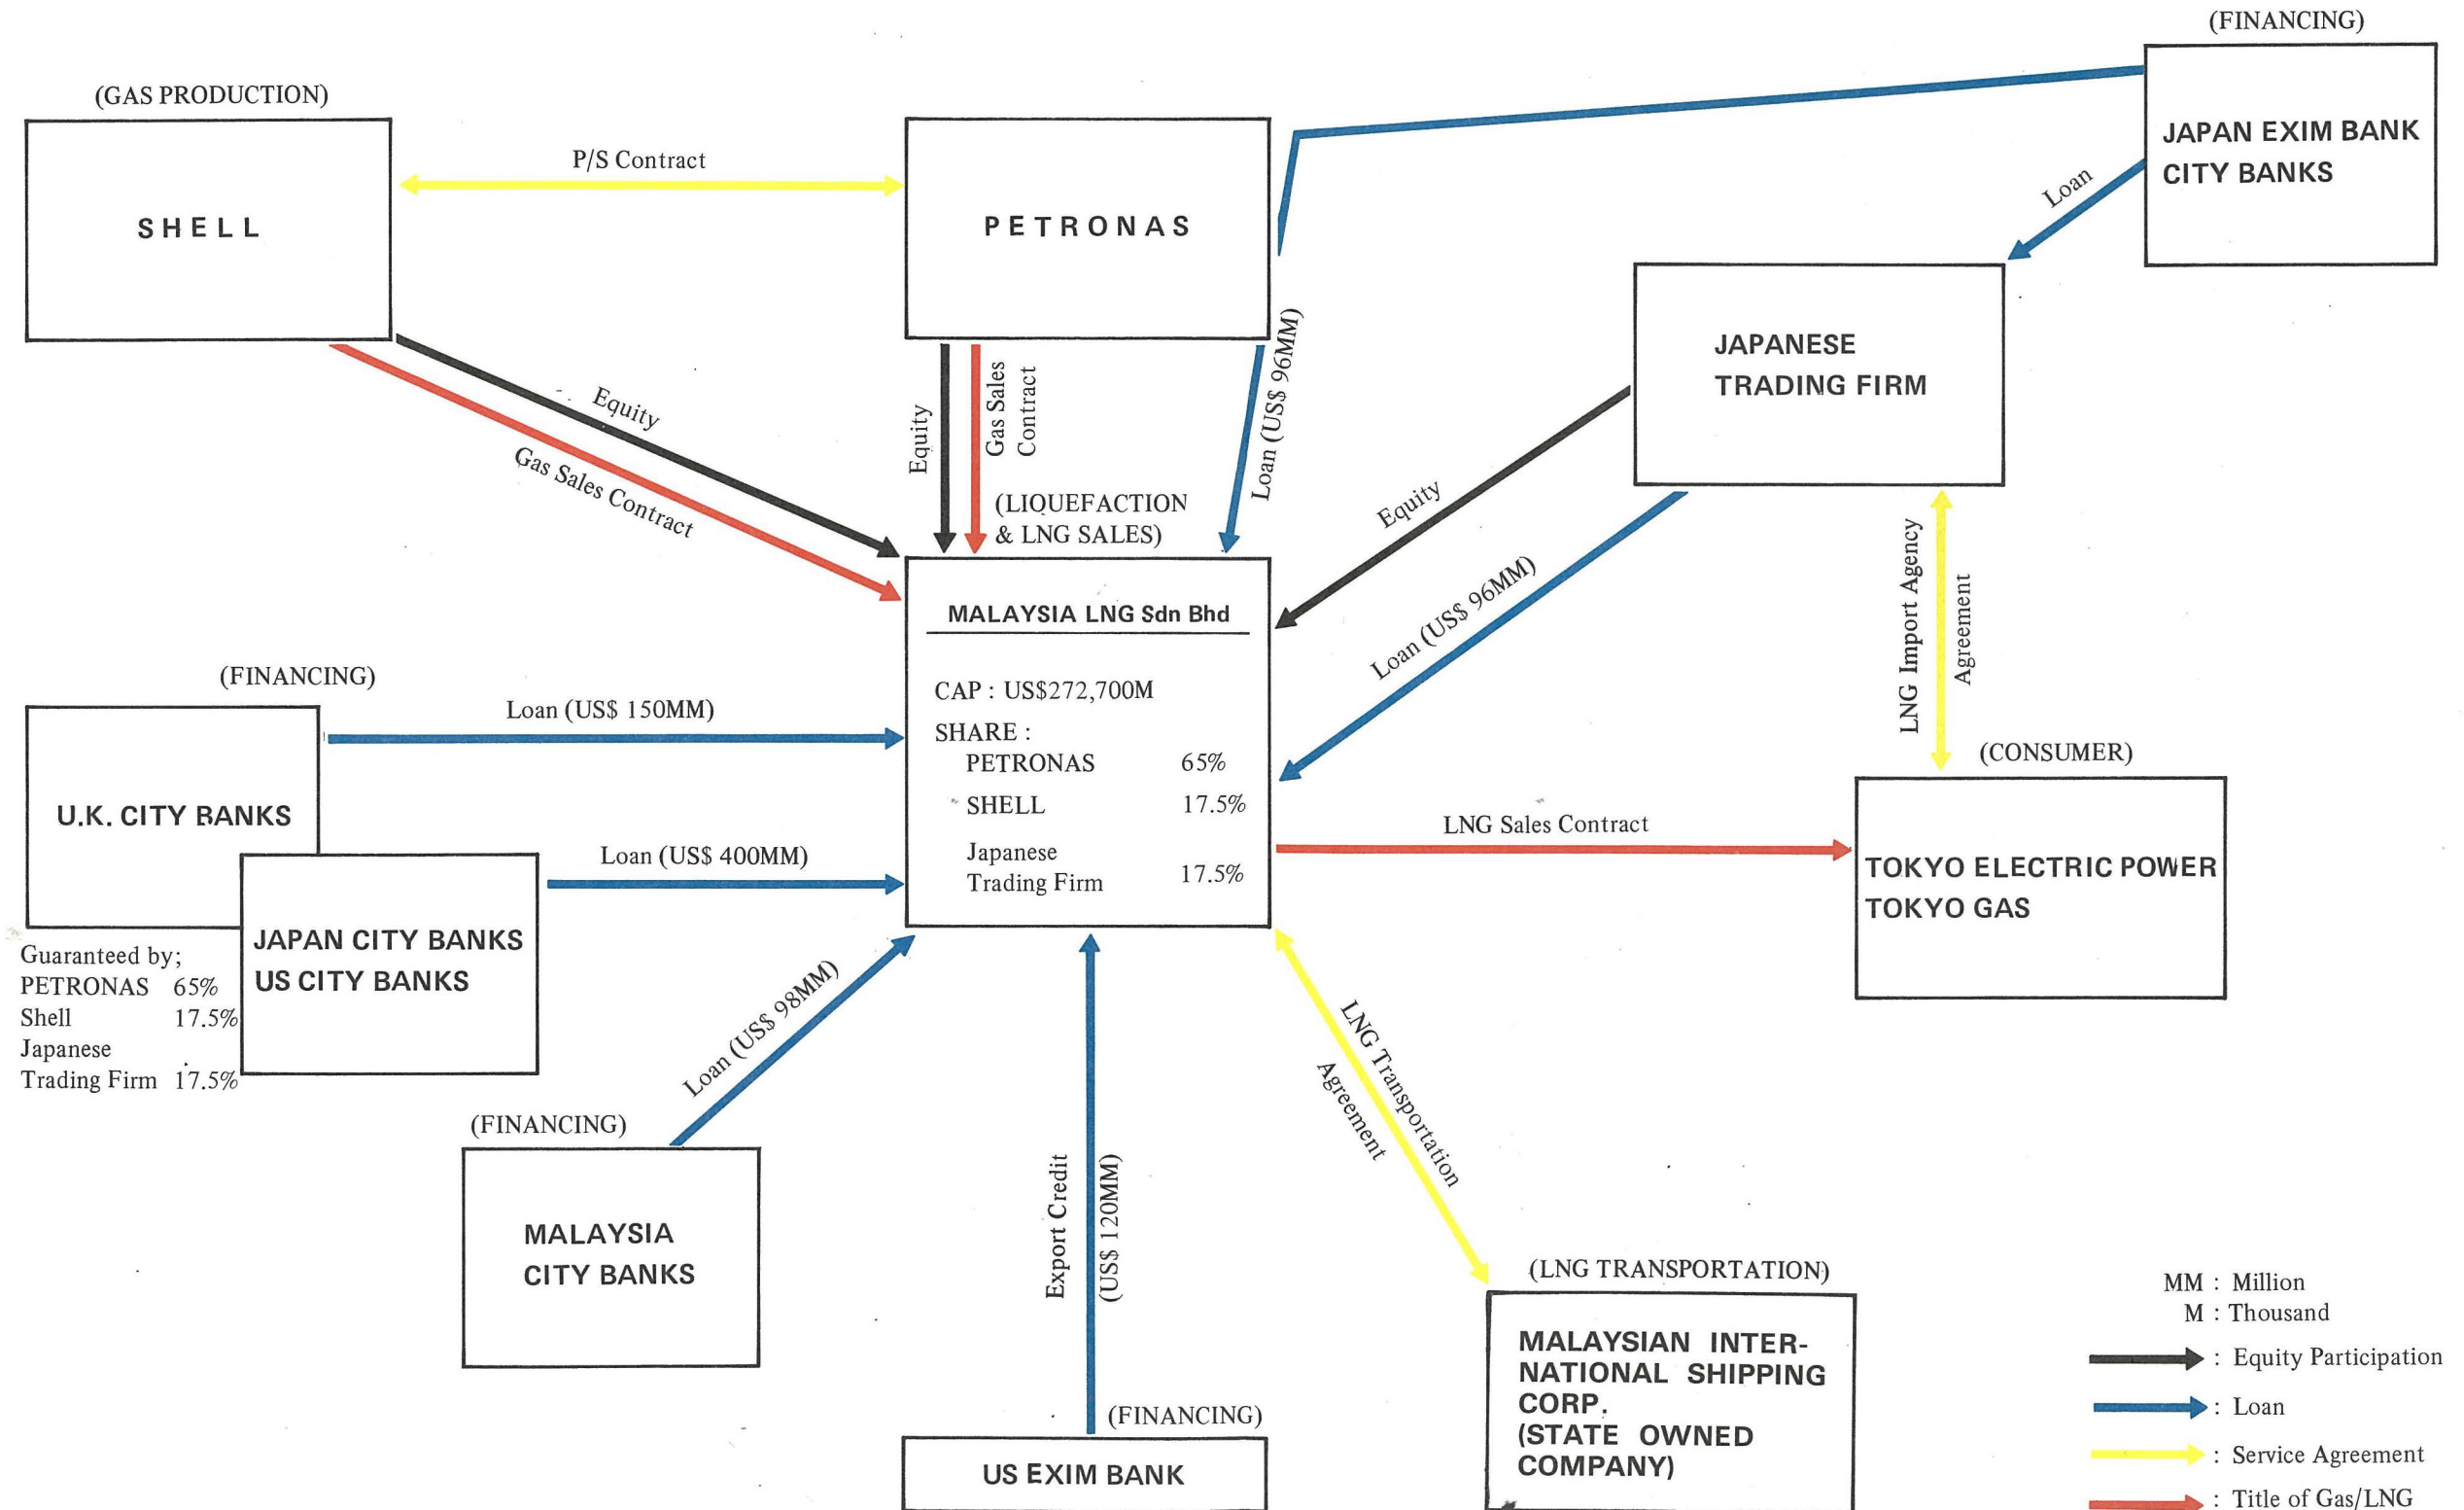 (FINANCING)
JAPAN EXIM BANK
CITY BANKS
(GAS PRODUCTION)
SHELL
P/S Contract
PETRONAS
Loan
JAPANESE
TRADING FIRM
Equity
Gas Sales Contract
Equity
Gas Sales
Contract
Loan (US$ 96MM)
Equity
Loan (US$ 96MM)
LNG Import Agency
Agreement
(LIQUEFACTION
& LNG SALES)
MALAYSIA LNG Sdn Bhd
CAP : US$272,700M
SHARE :
PETRONAS 65%
SHELL 17.5%
Japanese
Trading Firm 17.5%
(FINANCING)
Loan (US$ 150MM)
U.K. CITY BANKS
Loan (US$ 400MM)
JAPAN CITY BANKS
US CITY BANKS
Guaranteed by;
PETRONAS 65%
Shell 17.5%
Japanese
Trading Firm 17.5%
LNG Sales Contract
(CONSUMER)
TOKYO ELECTRIC POWER
TOKYO GAS
Loan (US$ 98MM)
(FINANCING)
MALAYSIA
CITY BANKS
Export Credit
(US$ 120MM)
(FINANCING)
US EXIM BANK
LNG Transportation
Agreement
(LNG TRANSPORTATION)
MALAYSIAN INTER-
NATIONAL SHIPPING
CORP.
(STATE OWNED
COMPANY)
MM : Million
M : Thousand
: Equity Participation
: Loan
: Service Agreement
: Title of Gas/LNG